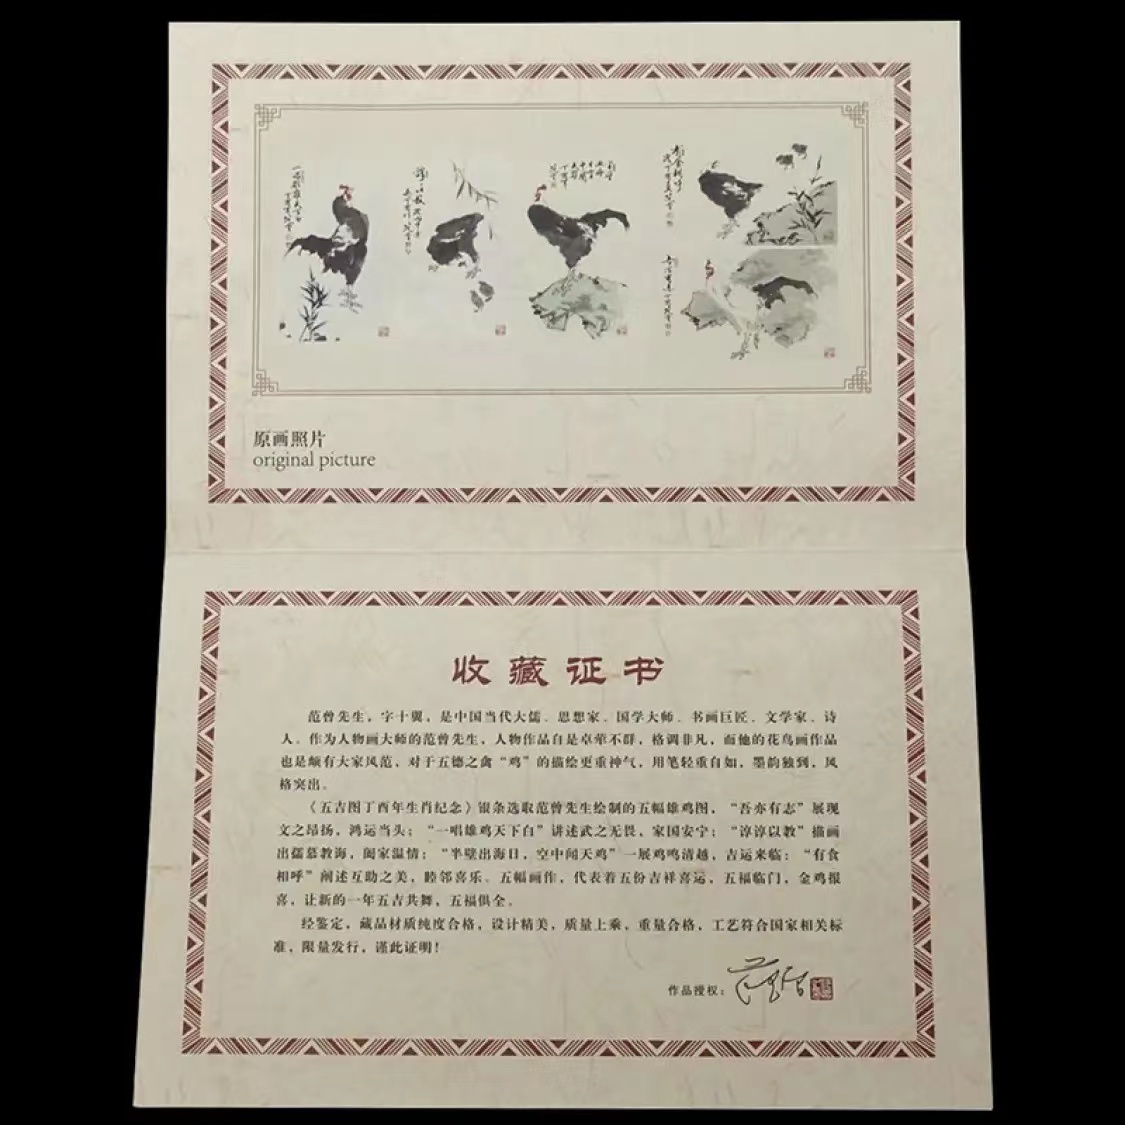 原画照片
original picture
收藏证书
范曾先生，字十翼，是中国当代大儒、思想家、国学大师、书画巨匠、文学家、诗
人。作为人物画大师的范曾先生，人物作品自是卓荦不群，格调非凡，而他的花鸟画作品
也是颇有大家风范，对于五德之禽“鸡”的描绘更重神气，用笔轻重自如，墨韵独到，风
格突出。
《五吉图丁酉年生肖纪念》银条选取范曾先生绘制的五幅雄鸡图，“吾亦有志”展现
文之昂扬，鸿运当头；“一唱雄鸡天下白”讲述武之无畏，家国安宁；“谆谆以教”描画
出儒慕教海，阖家温情；“半壁出海日，空中闻天鸡”一展鸡鸣清越，吉运来临；“有食
相呼”阐述互助之美，睦邻喜乐。五幅画作，代表着五份吉祥喜运，五福临门，金鸡报
喜，让新的一年五吉共舞，五福俱全。
经鉴定，藏品材质纯度合格，设计精美，质量上乘，重量合格，工艺符合国家相关标
准，限量发行，谨此证明！
作品授权：范曾